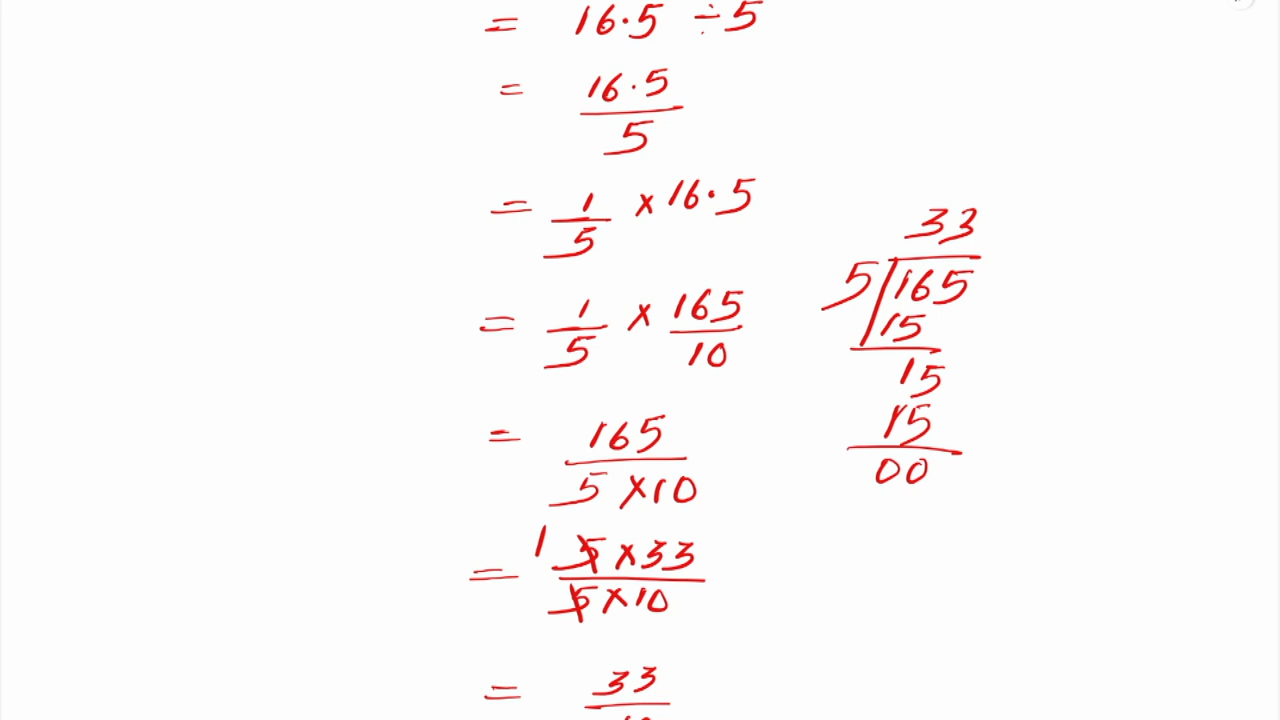 = 16.5 ÷ 5
= 16.5
5
= 1/5 × 16.5
= 1/5 × 165/10
= 165
5 × 10
= 1 5 × 33
5 × 10
= 33
10
33
5 165
15
15
15
00